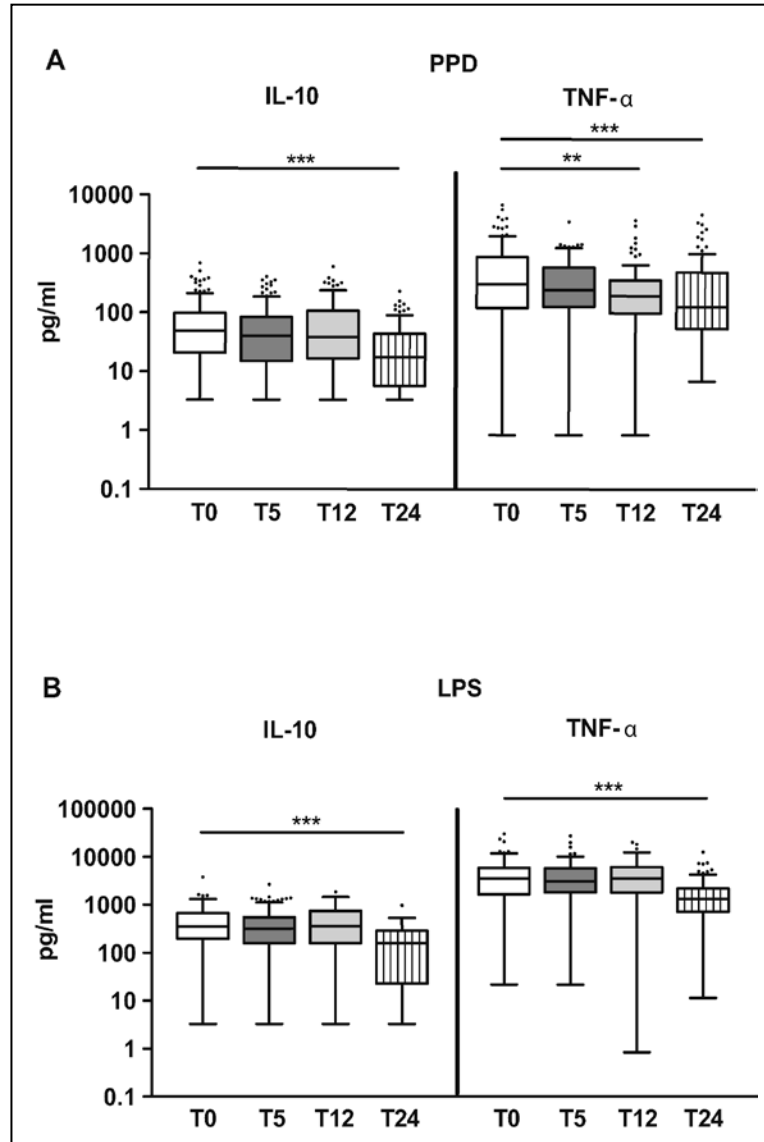 A
PPD
IL-10
TNF-α
***
***
**
10000
1000
100
10
1
0.1
pg/ml
T0 T5 T12 T24
T0 T5 T12 T24
B
LPS
IL-10
TNF-α
***
***
100000
10000
1000
100
10
1
0.1
pg/ml
T0 T5 T12 T24
T0 T5 T12 T24